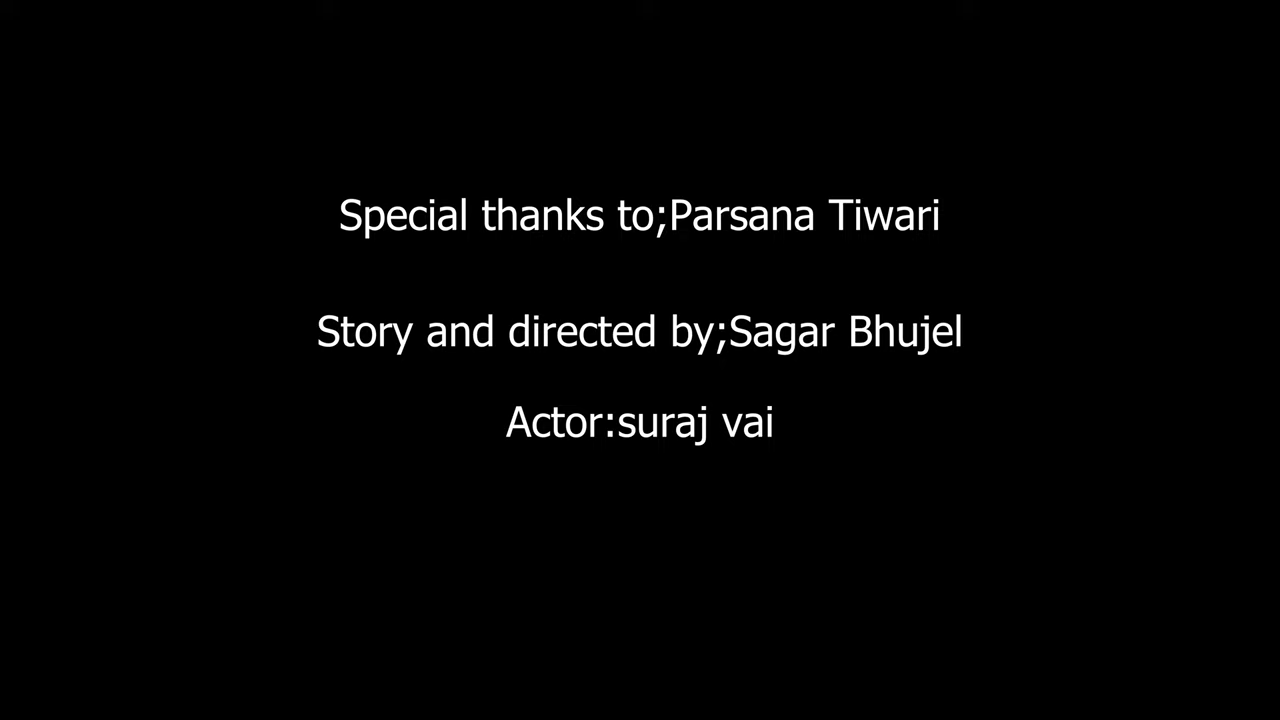 Special thanks to;Parsana Tiwari
Story and directed by;Sagar Bhujel
Actor:suraj vai